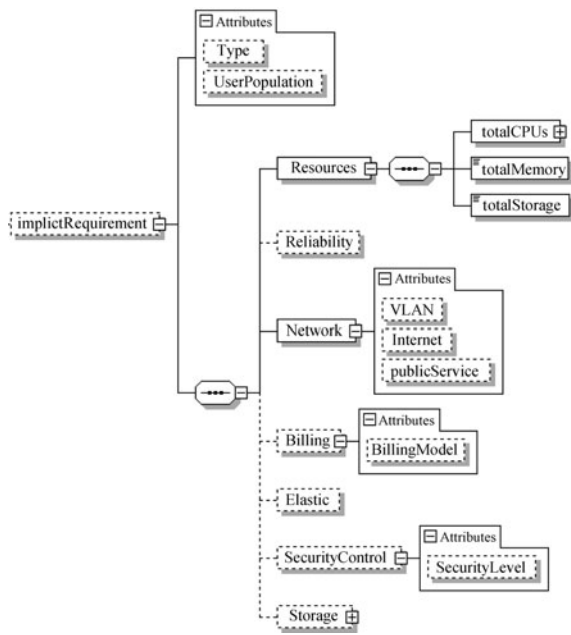 Attributes
Type
UserPopulation
totalCPUs
Resources
totalMemory
totalStorage
implictRequirement
Reliability
Attributes
VLAN
Network
Internet
publicService
Attributes
Billing
BillingModel
Elastic
Attributes
SecurityControl
SecurityLevel
Storage